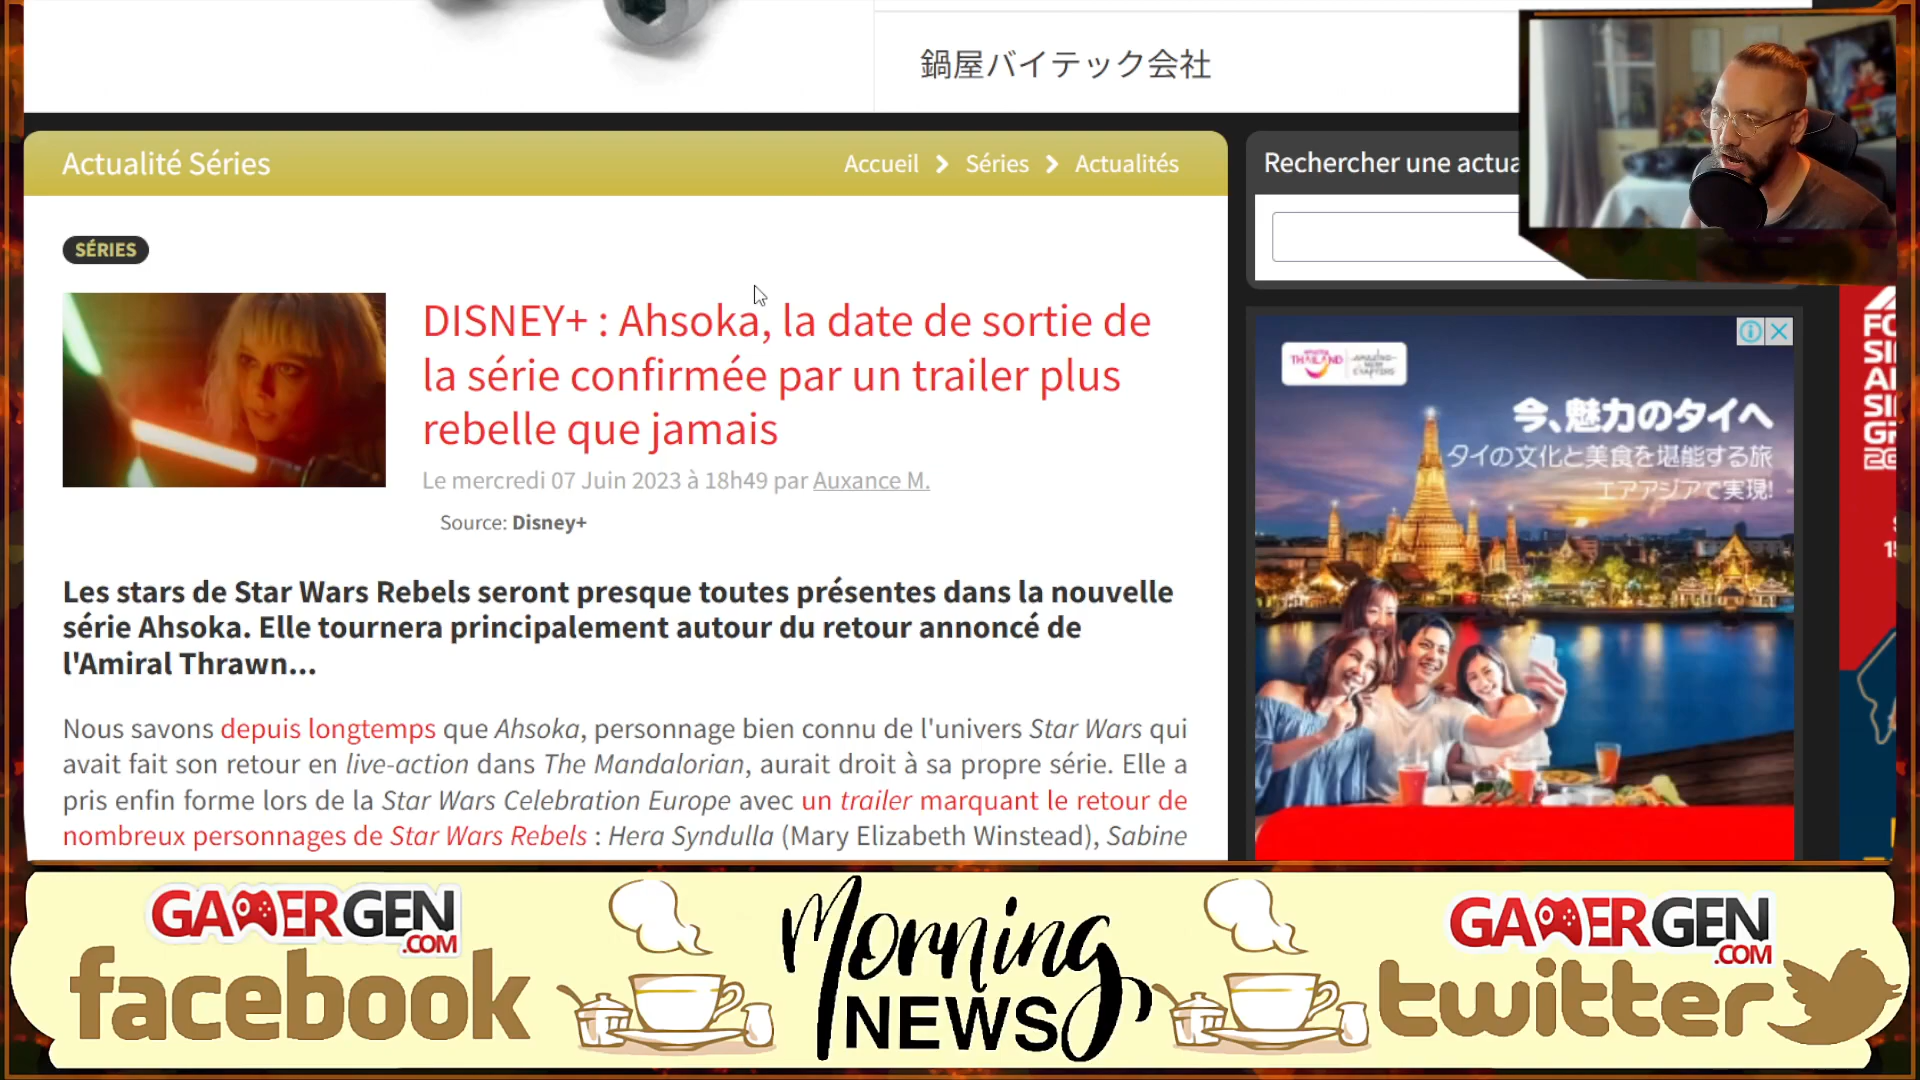 鍋屋バイテック会社
Actualité Séries
Accueil > Séries > Actualités
Rechercher une actua
SÉRIES
DISNEY+ : Ahsoka, la date de sortie de
la série confirmée par un trailer plus
rebelle que jamais
Le mercredi 07 Juin 2023 à 18h49 par Auxance M.
Source: Disney+
Les stars de Star Wars Rebels seront presque toutes présentes dans la nouvelle
série Ahsoka. Elle tournera principalement autour du retour annoncé de
l'Amiral Thrawn...
Nous savons depuis longtemps que Ahsoka, personnage bien connu de l'univers Star Wars qui
avait fait son retour en live-action dans The Mandalorian, aurait droit à sa propre série. Elle a
pris enfin forme lors de la Star Wars Celebration Europe avec un trailer marquant le retour de
nombreux personnages de Star Wars Rebels : Hera Syndulla (Mary Elizabeth Winstead), Sabine
THAILAND
今、魅力のタイへ
タイの文化と美食を堪能する旅
エアアジアで実現!
GAMERGEN
.COM
facebook
Morning
NEWS
GAMERGEN
.COM
twitter